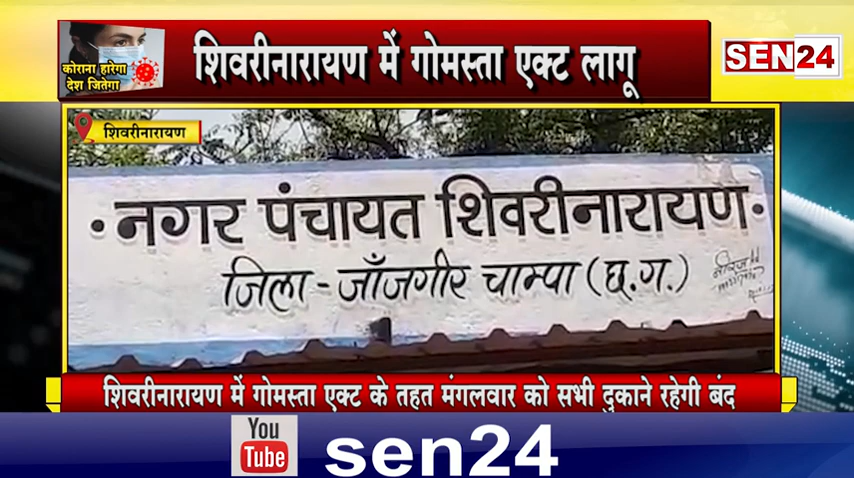 कोराना हारेगा
देश जितेगा
शिवरीनारायण में गोमस्ता एक्ट लागू
SEN24
शिवरीनारायण
• नगर पंचायत शिवरीनारायण •
जिला - जाँजगीर चाम्पा (छ.ग.)
शिवरीनारायण में गोमस्ता एक्ट के तहत मंगलवार को सभी दुकाने रहेगी बंद
You
Tube
sen24